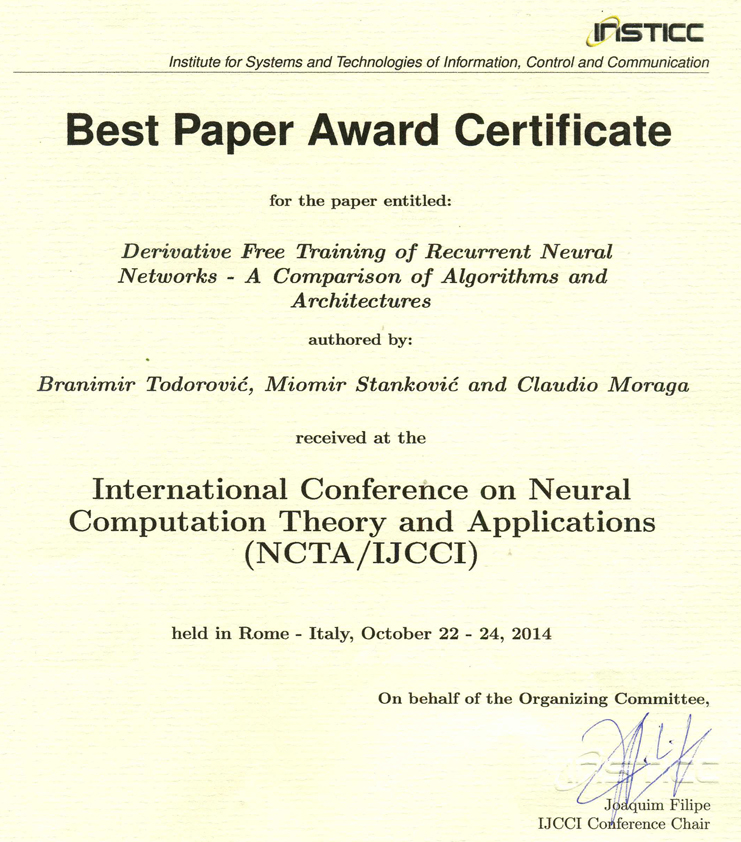 INSTICC
Institute for Systems and Technologies of Information, Control and Communication
Best Paper Award Certificate
for the paper entitled:
Derivative Free Training of Recurrent Neural
Networks - A Comparison of Algorithms and
Architectures
authored by:
Branimir Todorović, Miomir Stanković and Claudio Moraga
received at the
International Conference on Neural
Computation Theory and Applications
(NCTA/IJCCI)
held in Rome - Italy, October 22 - 24, 2014
On behalf of the Organizing Committee,
INSTICC
Joaquim Filipe
IJCCI Conference Chair